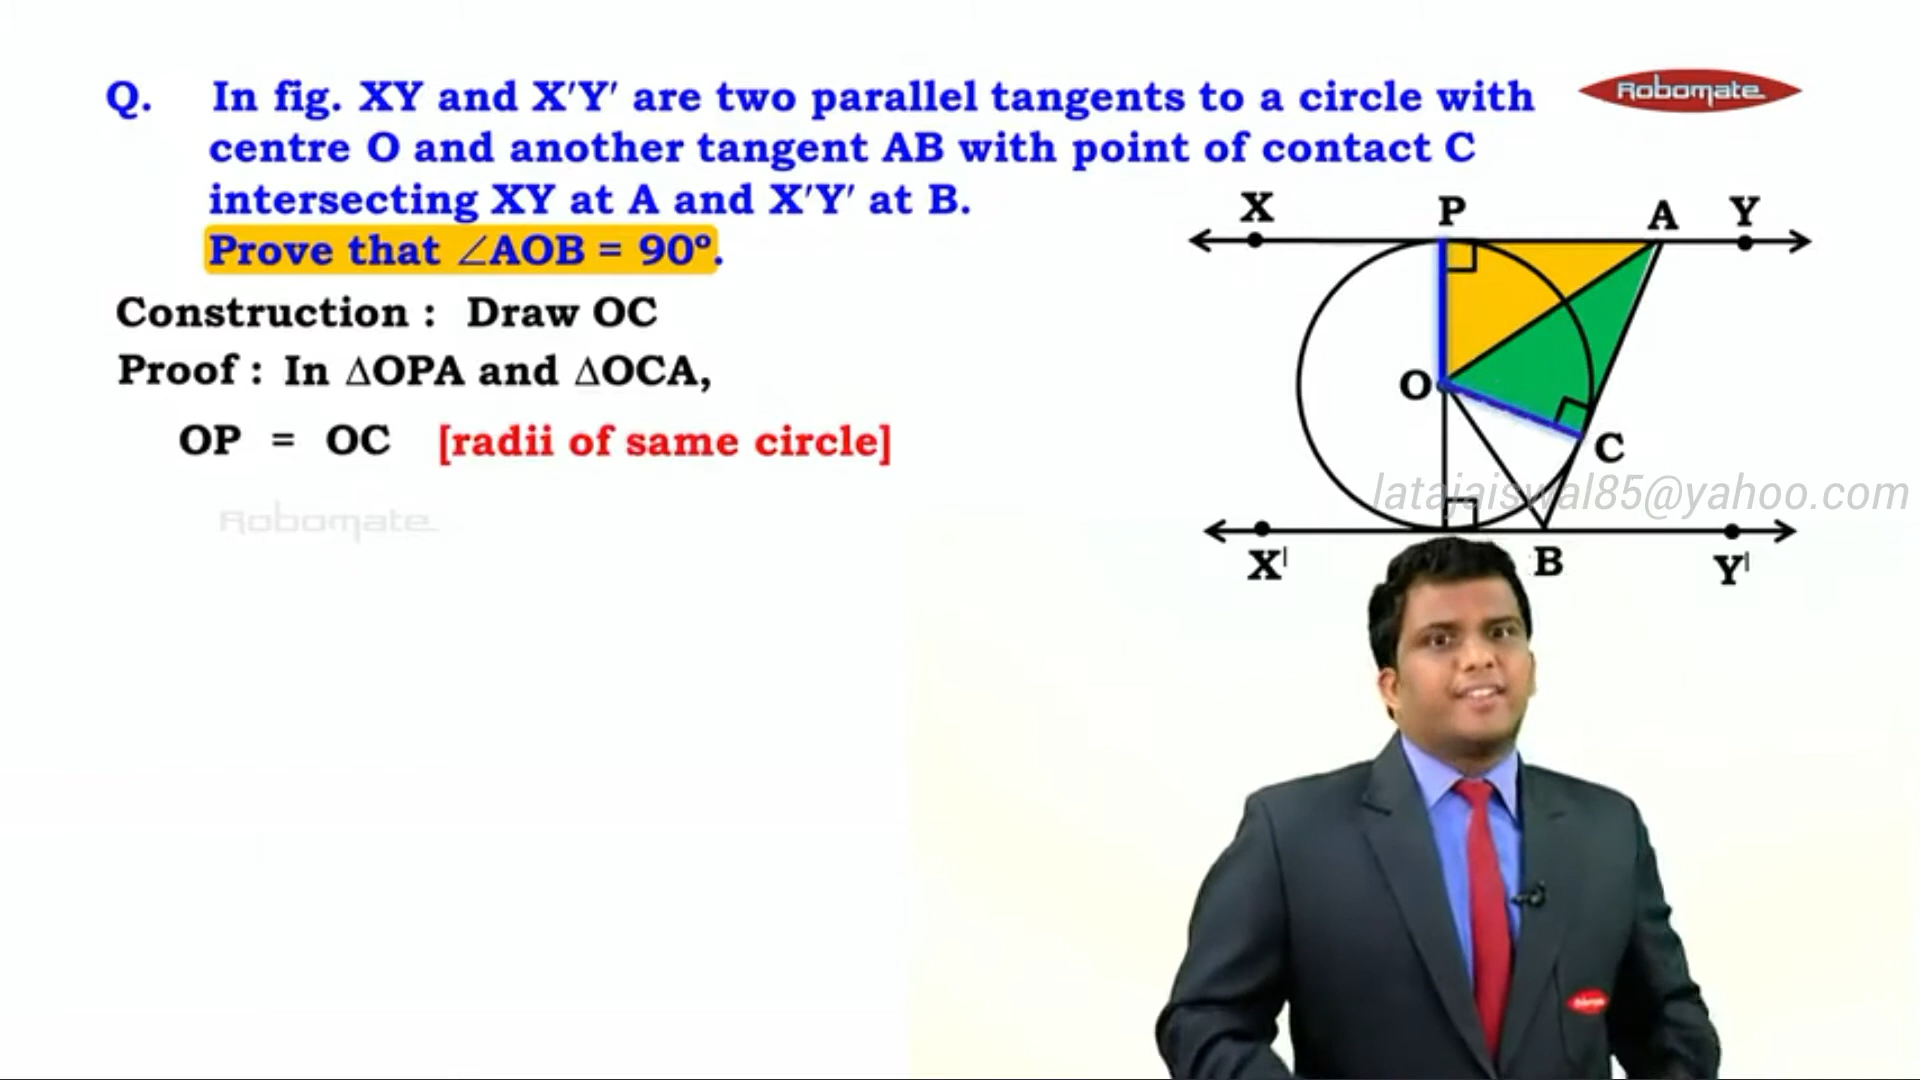 Q. In fig. XY and X′Y′ are two parallel tangents to a circle with
centre O and another tangent AB with point of contact C
intersecting XY at A and X′Y′ at B.
Prove that ∠AOB = 90º.
Robomate
Construction : Draw OC
Proof : In ∆OPA and ∆OCA,
OP = OC [radii of same circle]
Robomate
X P A Y
O
C
latajaiswal85@yahoo.com
X' B Y'